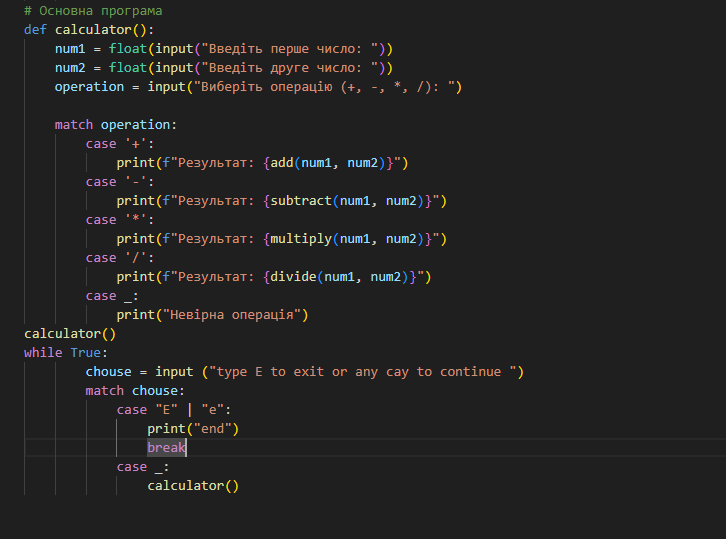 # Основна програма
def calculator():
    num1 = float(input("Введіть перше число: "))
    num2 = float(input("Введіть друге число: "))
    operation = input("Виберіть операцію (+, -, *, /): ")

    match operation:
        case '+':
            print(f"Результат: {add(num1, num2)}")
        case '-':
            print(f"Результат: {subtract(num1, num2)}")
        case '*':
            print(f"Результат: {multiply(num1, num2)}")
        case '/':
            print(f"Результат: {divide(num1, num2)}")
        case _:
            print("Невірна операція")
calculator()
while True:
        chouse = input ("type E to exit or any cay to continue ")
        match chouse:
            case "E" | "e":
                print("end")
                break
            case _:
                calculator()